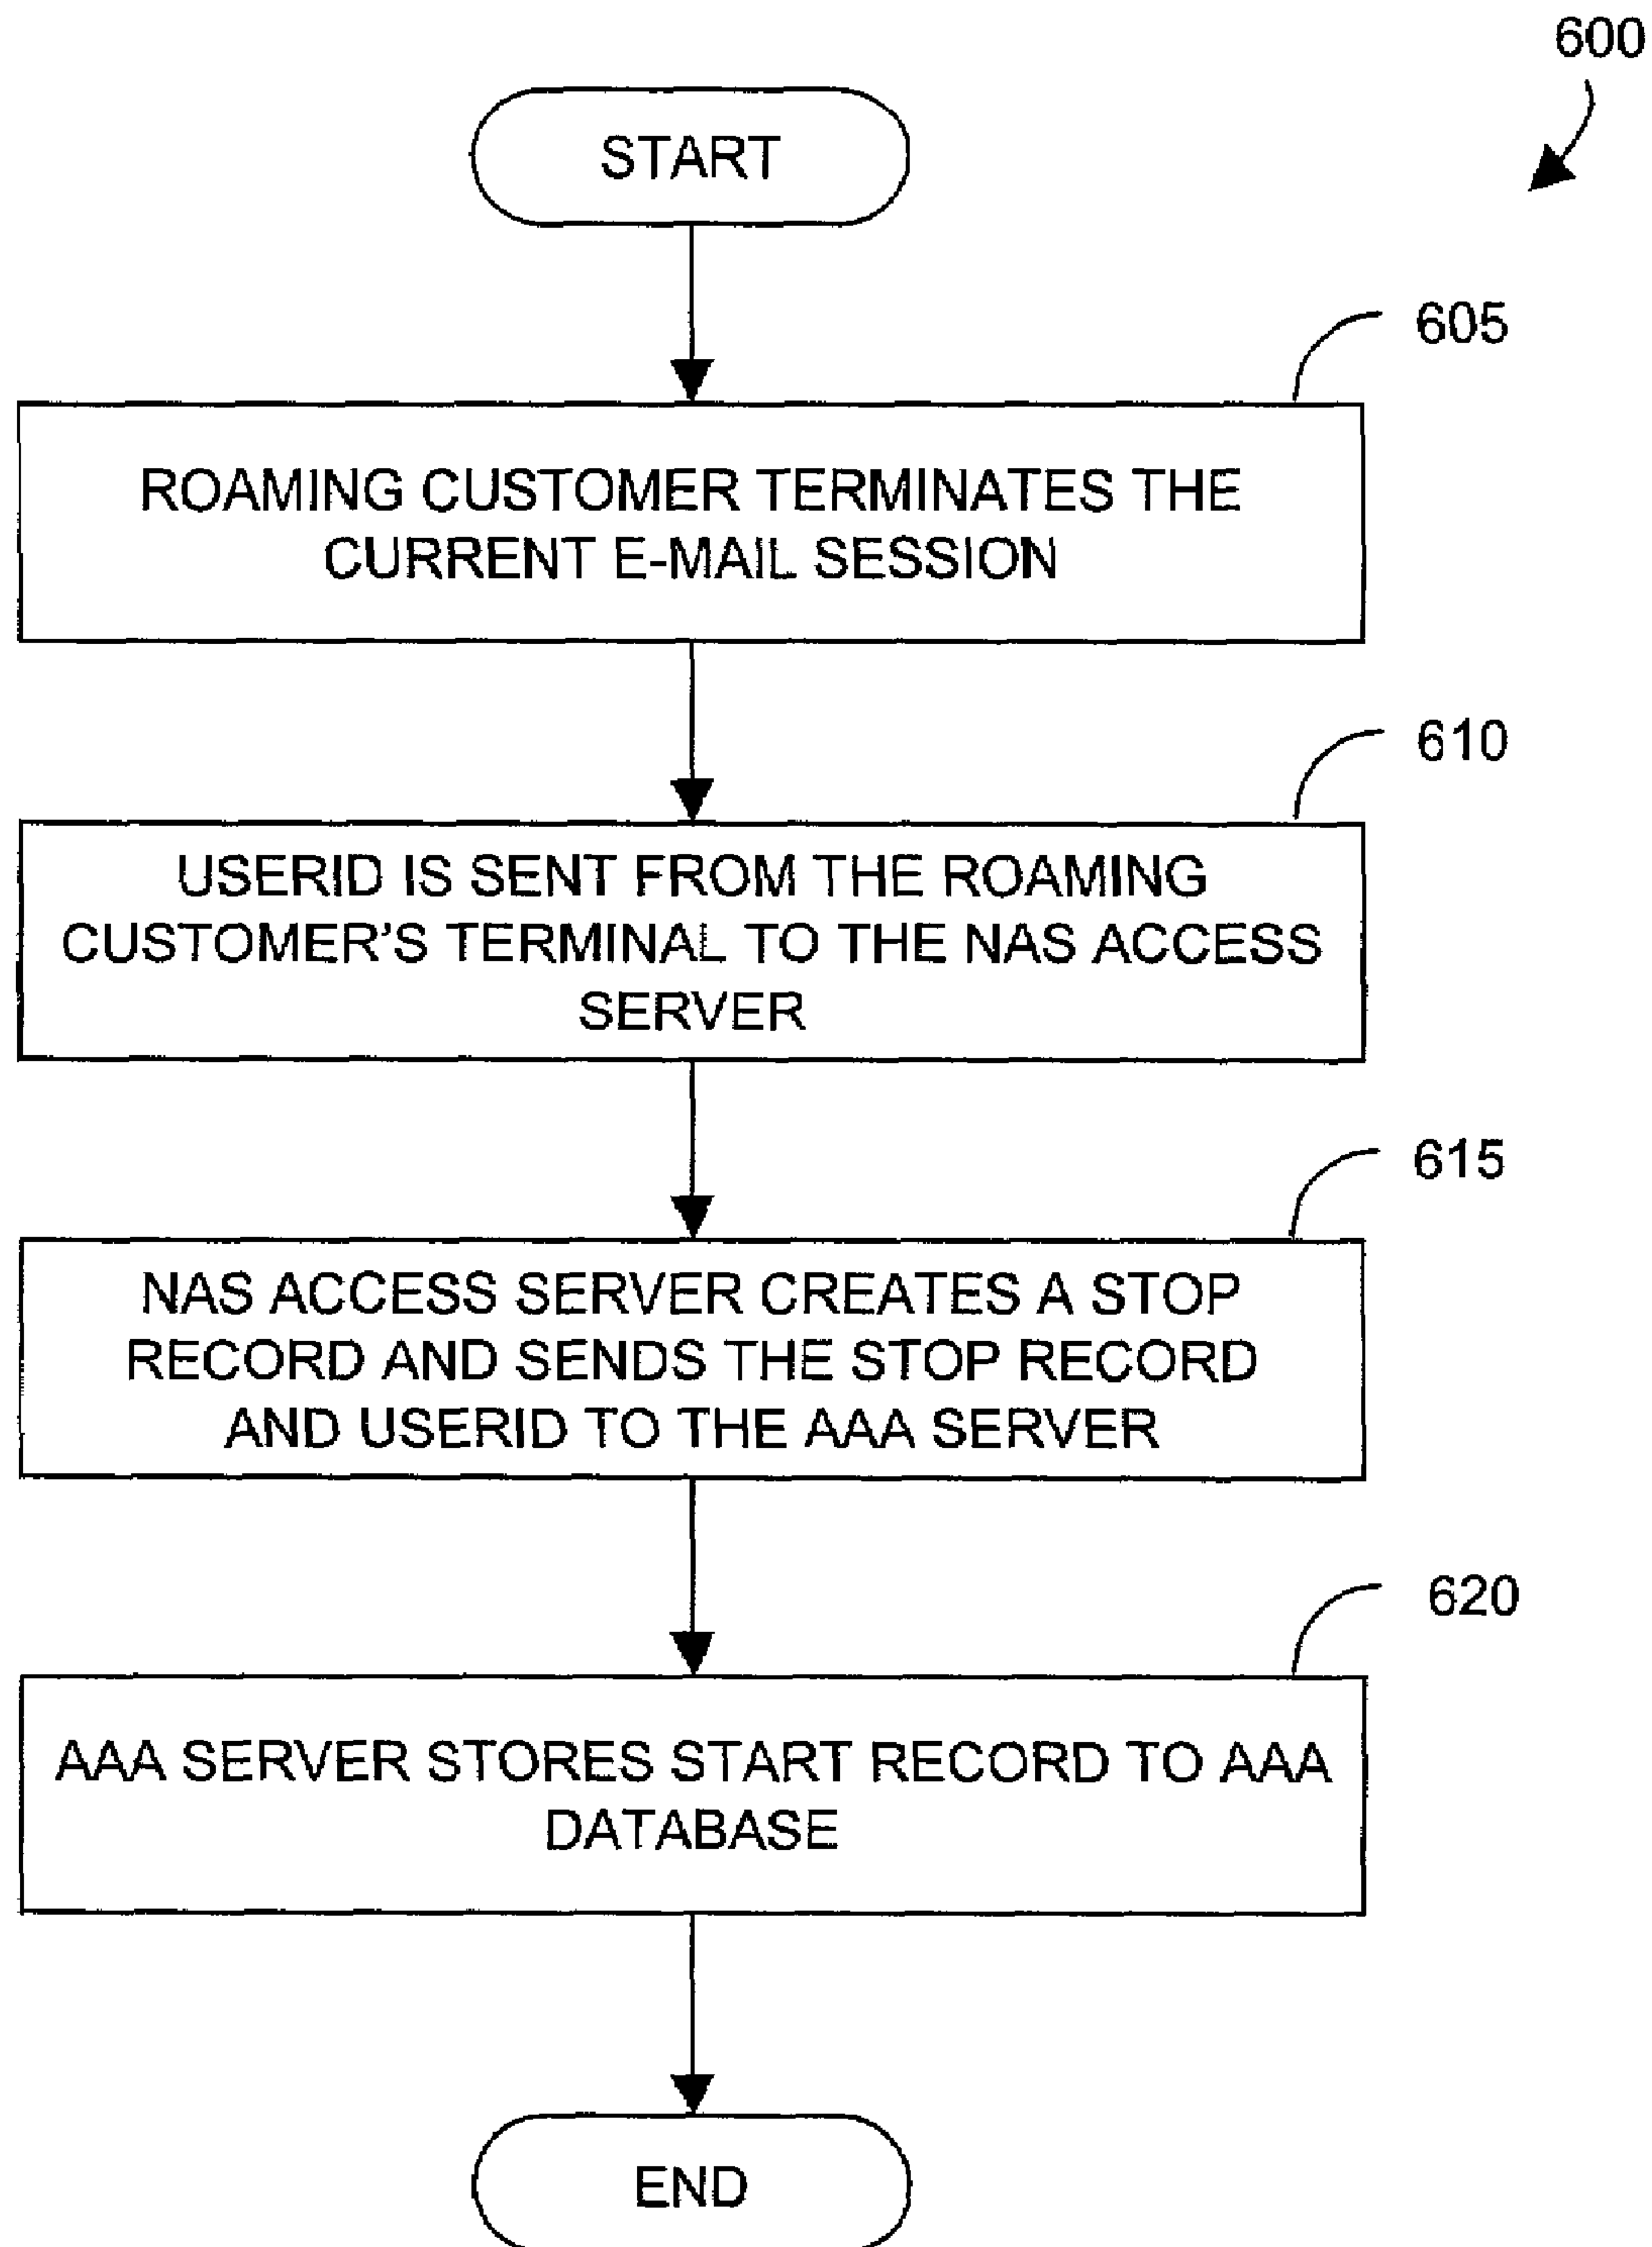 600
START
605
ROAMING CUSTOMER TERMINATES THE
CURRENT E-MAIL SESSION
610
USERID IS SENT FROM THE ROAMING
CUSTOMER'S TERMINAL TO THE NAS ACCESS
SERVER
615
NAS ACCESS SERVER CREATES A STOP
RECORD AND SENDS THE STOP RECORD
AND USERID TO THE AAA SERVER
620
AAA SERVER STORES START RECORD TO AAA
DATABASE
END